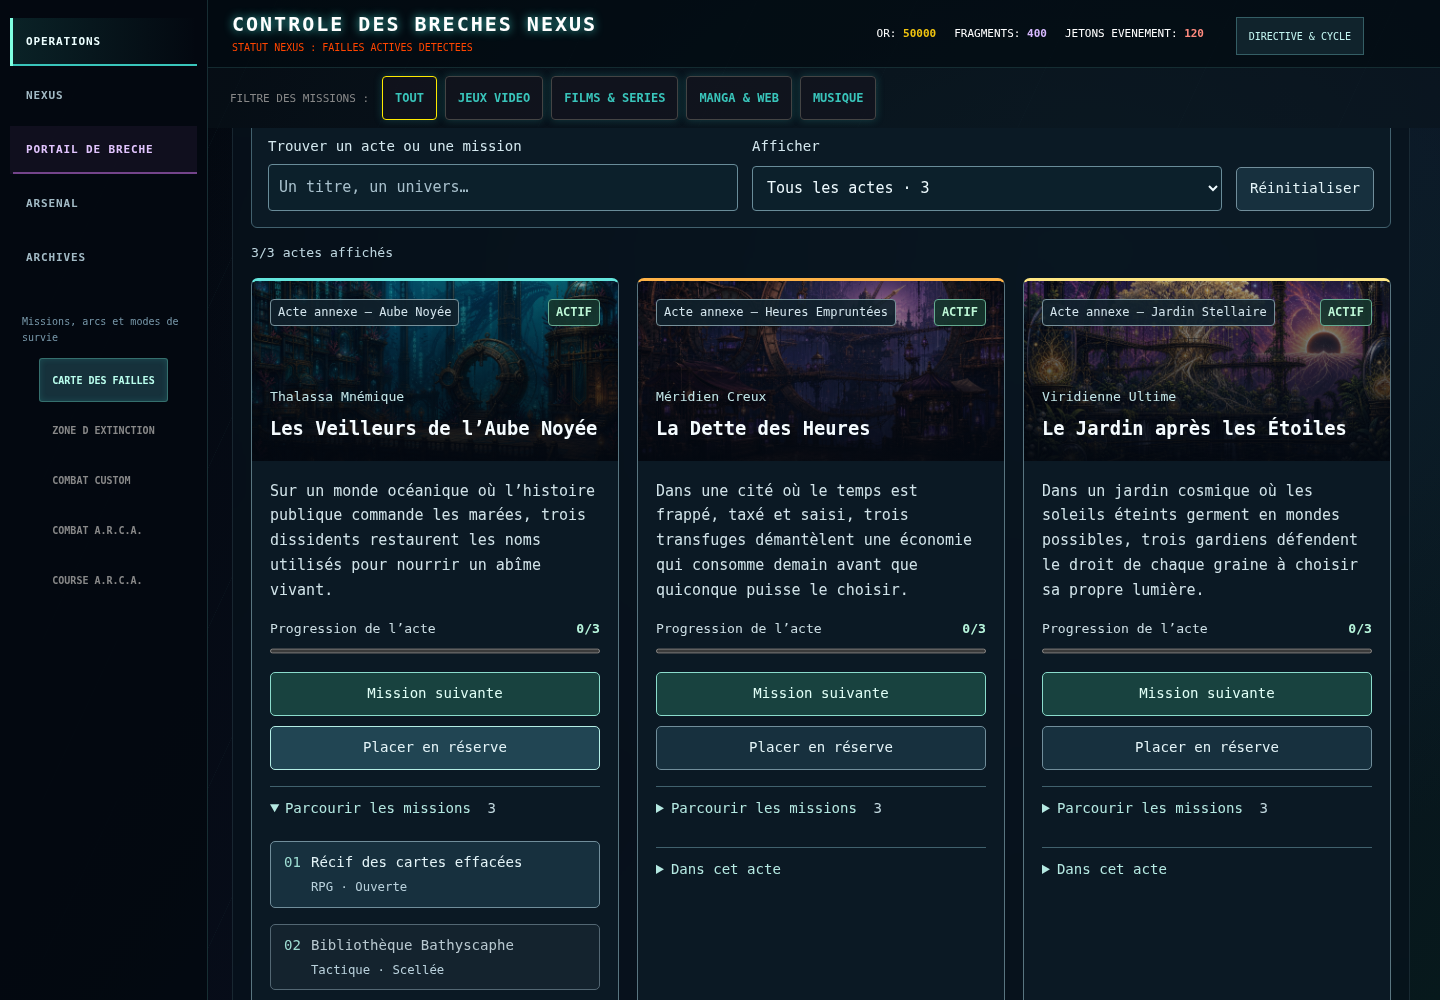 OPERATIONS
NEXUS
PORTAIL DE BRECHE
ARSENAL
ARCHIVES
Missions, arcs et modes de
survie
CARTE DES FAILLES
ZONE D EXTINCTION
COMBAT CUSTOM
COMBAT A.R.C.A.
COURSE A.R.C.A.
CONTROLE DES BRECHES NEXUS
STATUT NEXUS : FAILLES ACTIVES DETECTEES
OR: 50000 FRAGMENTS: 400 JETONS EVENEMENT: 120
DIRECTIVE & CYCLE
FILTRE DES MISSIONS : TOUT JEUX VIDEO FILMS & SERIES MANGA & WEB MUSIQUE
Trouver un acte ou une mission
Un titre, un univers…
Afficher
Tous les actes · 3
Réinitialiser
3/3 actes affichés
Acte annexe — Aube Noyée ACTIF
Thalassa Mnémique
Les Veilleurs de l’Aube Noyée
Sur un monde océanique où l’histoire
publique commande les marées, trois
dissidents restaurent les noms
utilisés pour nourrir un abîme
vivant.
Progression de l’acte 0/3
Mission suivante
Placer en réserve
▼ Parcourir les missions 3
01 Récif des cartes effacées
RPG · Ouverte
02 Bibliothèque Bathyscaphe
Tactique · Scellée
Acte annexe — Heures Empruntées ACTIF
Méridien Creux
La Dette des Heures
Dans une cité où le temps est
frappé, taxé et saisi, trois
transfuges démantèlent une économie
qui consomme demain avant que
quiconque puisse le choisir.
Progression de l’acte 0/3
Mission suivante
Placer en réserve
▶ Parcourir les missions 3
▶ Dans cet acte
Acte annexe — Jardin Stellaire ACTIF
Viridienne Ultime
Le Jardin après les Étoiles
Dans un jardin cosmique où les
soleils éteints germent en mondes
possibles, trois gardiens défendent
le droit de chaque graine à choisir
sa propre lumière.
Progression de l’acte 0/3
Mission suivante
Placer en réserve
▶ Parcourir les missions 3
▶ Dans cet acte